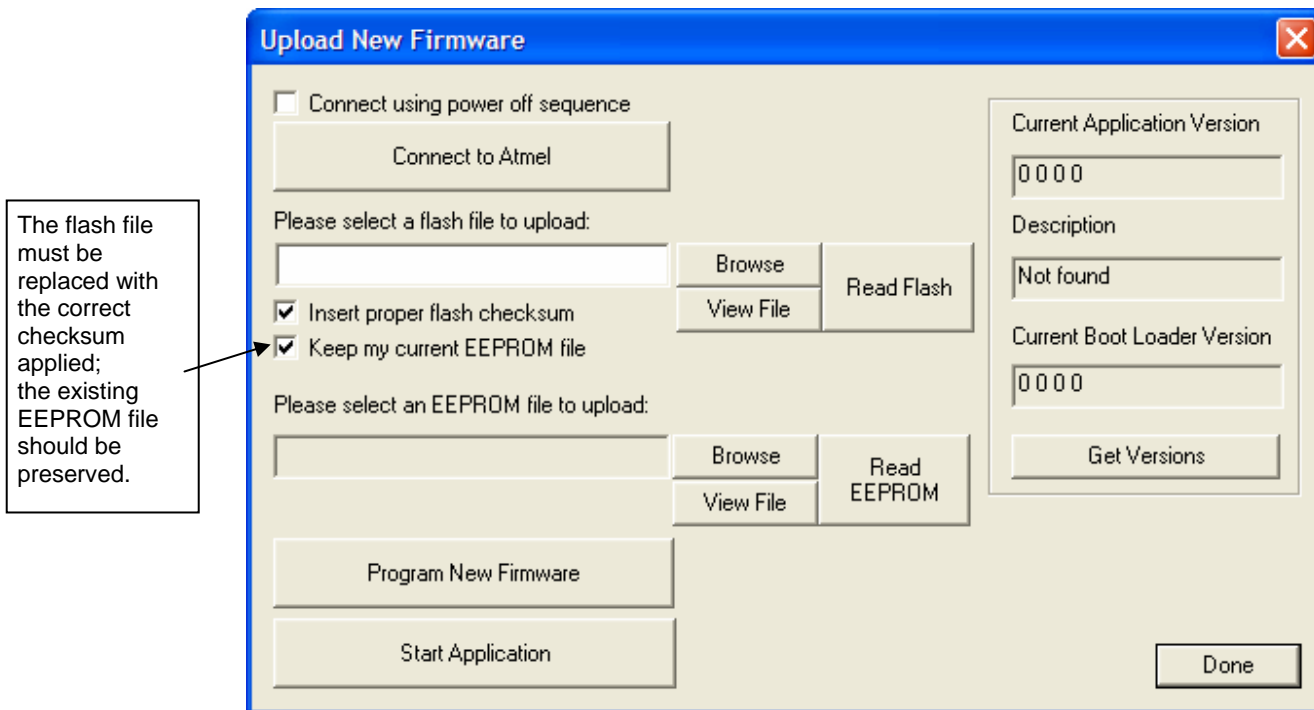 Upload New Firmware
Connect using power off sequence
Connect to Atmel
Please select a flash file to upload:
Browse
View File
Read Flash
Insert proper flash checksum
Keep my current EEPROM file
Please select an EEPROM file to upload:
Browse
View File
Read
EEPROM
Program New Firmware
Start Application
Current Application Version
0 0 0 0
Description
Not found
Current Boot Loader Version
0 0 0 0
Get Versions
Done
The flash file
must be
replaced with
the correct
checksum
applied;
the existing
EEPROM file
should be
preserved.